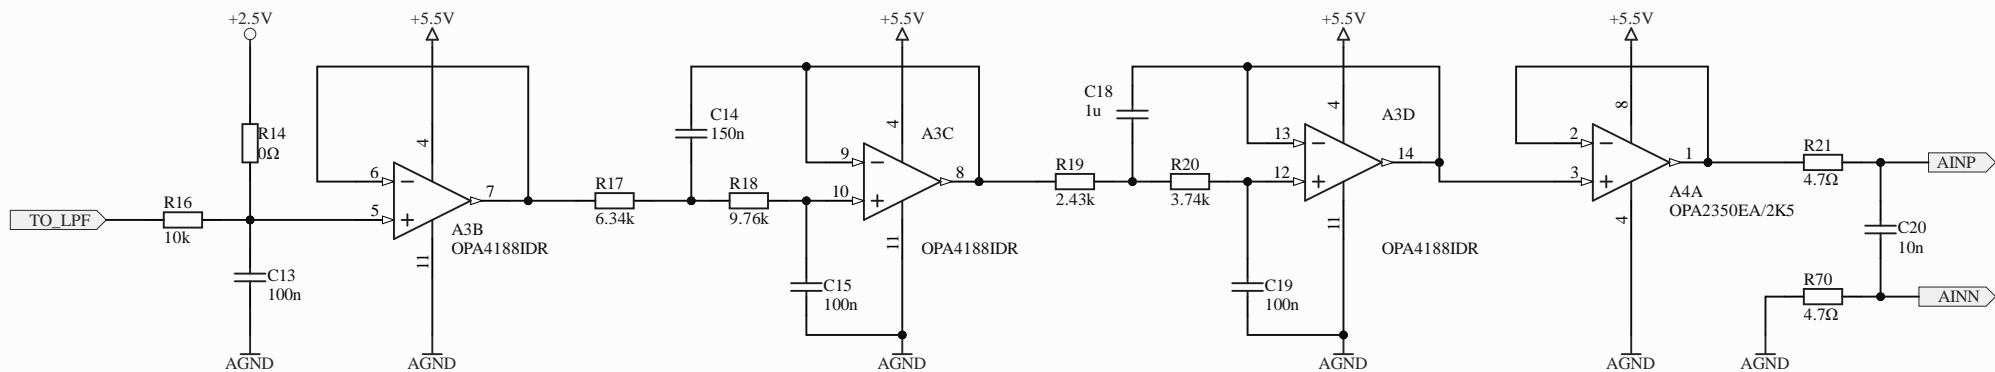 +2.5V
+5.5V
+5.5V
+5.5V
+5.5V
R14
0Ω
TO_LPF
R16
10k
C13
100n
AGND
6
5
4
11
7
A3B
OPA4188IDR
AGND
R17
6.34k
C14
150n
R18
9.76k
C15
100n
9
10
4
11
8
A3C
OPA4188IDR
AGND
R19
2.43k
C18
1u
R20
3.74k
C19
100n
13
12
4
11
14
A3D
OPA4188IDR
AGND
2
3
8
4
1
A4A
OPA2350EA/2K5
AGND
R21
4.7Ω
AINP
C20
10n
R70
4.7Ω
AINN
AGND